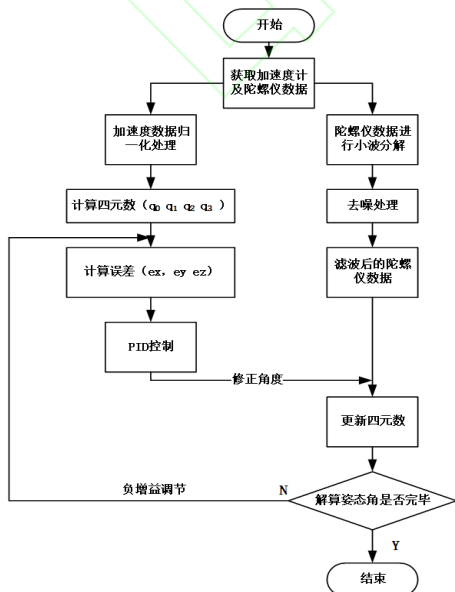 开始
获取加速度计
及陀螺仪数据
加速度数据归
一化处理
陀螺仪数据进
行小波分解
计算四元数（q0 q1 q2 q3 ）
去噪处理
计算误差（ex，ey ez）
滤波后的陀螺
仪数据
PID控制
修正角度
更新四元数
负增益调节
N
解算姿态角是否完毕
Y
结束